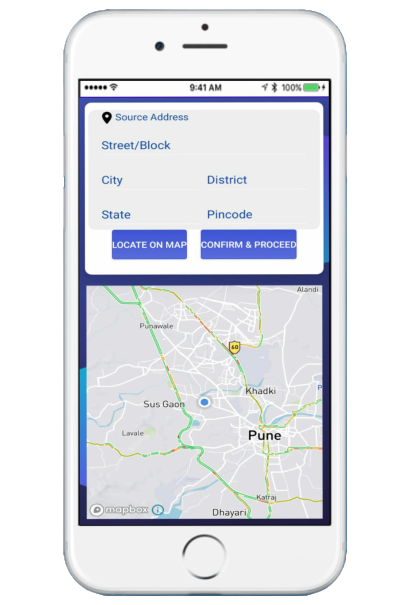 9:41 AM 100%
Source Address
Street/Block
City District
State Pincode
LOCATE ON MAP CONFIRM & PROCEED
Alandi
Punawale
60
Khadki
P
Sus Gaon
Lavale
Pune
Katraj
mapbox
Dhayari